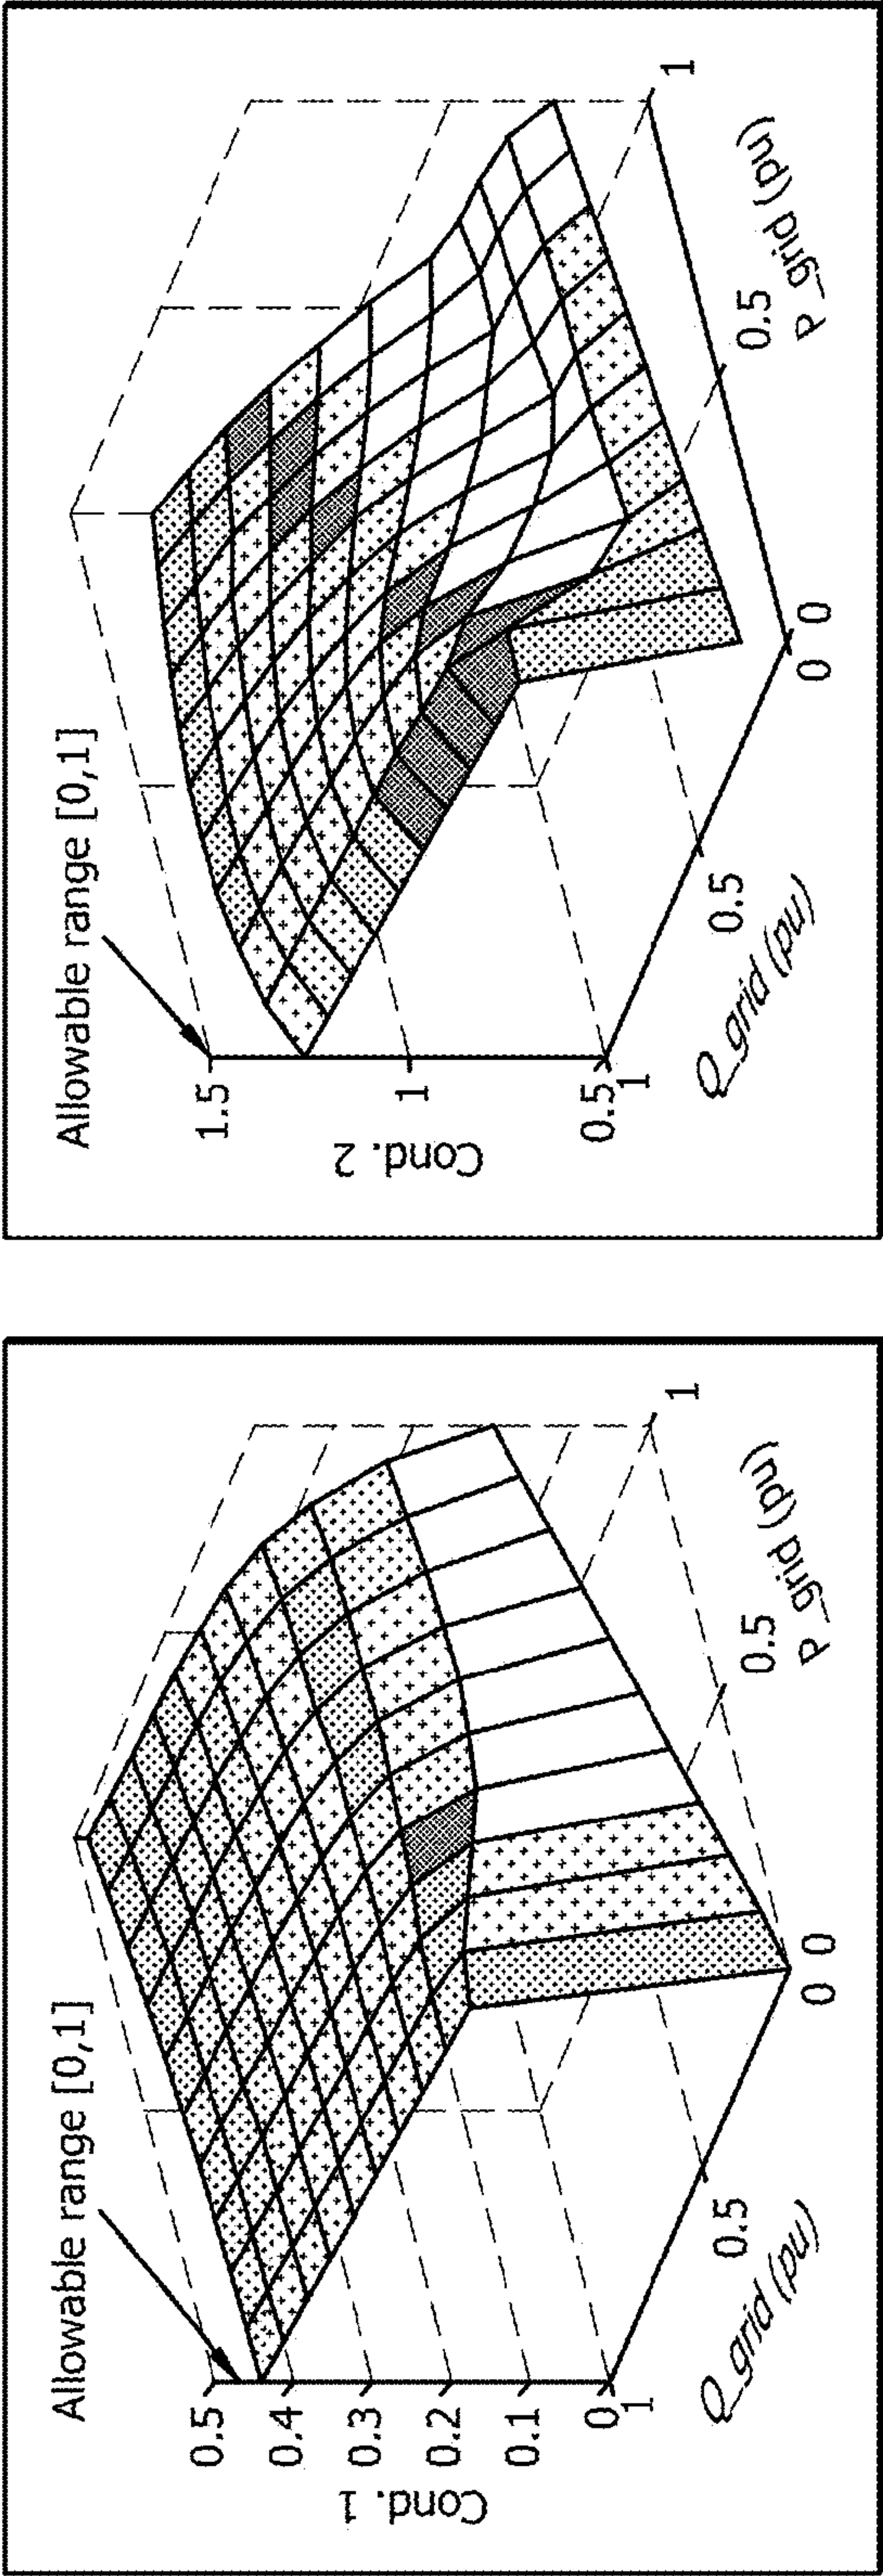 Allowable range [0,1]
0.5
0.4
0.3
0.2
0.1
0
Cond. 1
1
0.5
0
Q_grid (pu)
0
0.5
1
P_grid (pu)
Allowable range [0,1]
1.5
1
0.5
Cond. 2
1
0.5
0
Q_grid (pu)
0
0.5
1
P_grid (pu)